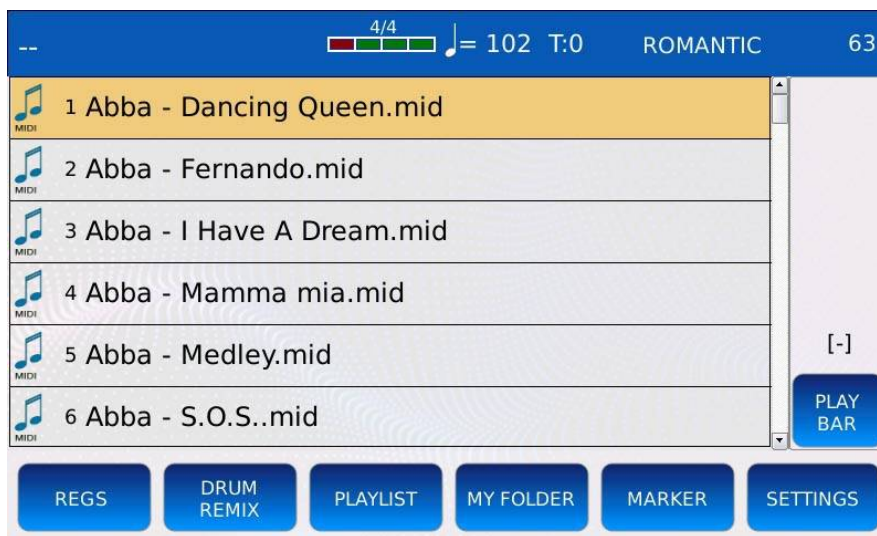 4/4
-- = 102 T:0 ROMANTIC 63
MIDI 1 Abba - Dancing Queen.mid
MIDI 2 Abba - Fernando.mid
MIDI 3 Abba - I Have A Dream.mid
MIDI 4 Abba - Mamma mia.mid
MIDI 5 Abba - Medley.mid
MIDI 6 Abba - S.O.S..mid
[-]
PLAY
BAR
REGS
DRUM
REMIX
PLAYLIST
MY FOLDER
MARKER
SETTINGS